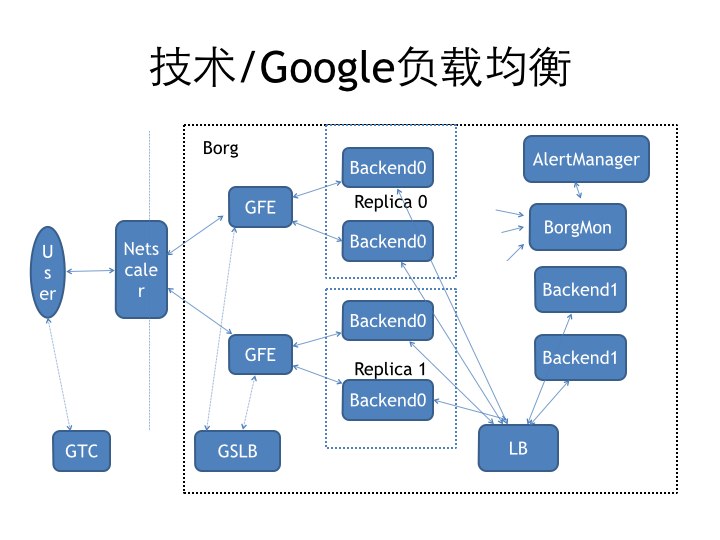 技术/Google负载均衡
Borg
Backend0
AlertManager
GFE
Replica 0
BorgMon
Backend0
U
s
er
Nets
cale
r
Backend1
Backend0
GFE
Backend1
Replica 1
Backend0
GTC
GSLB
LB